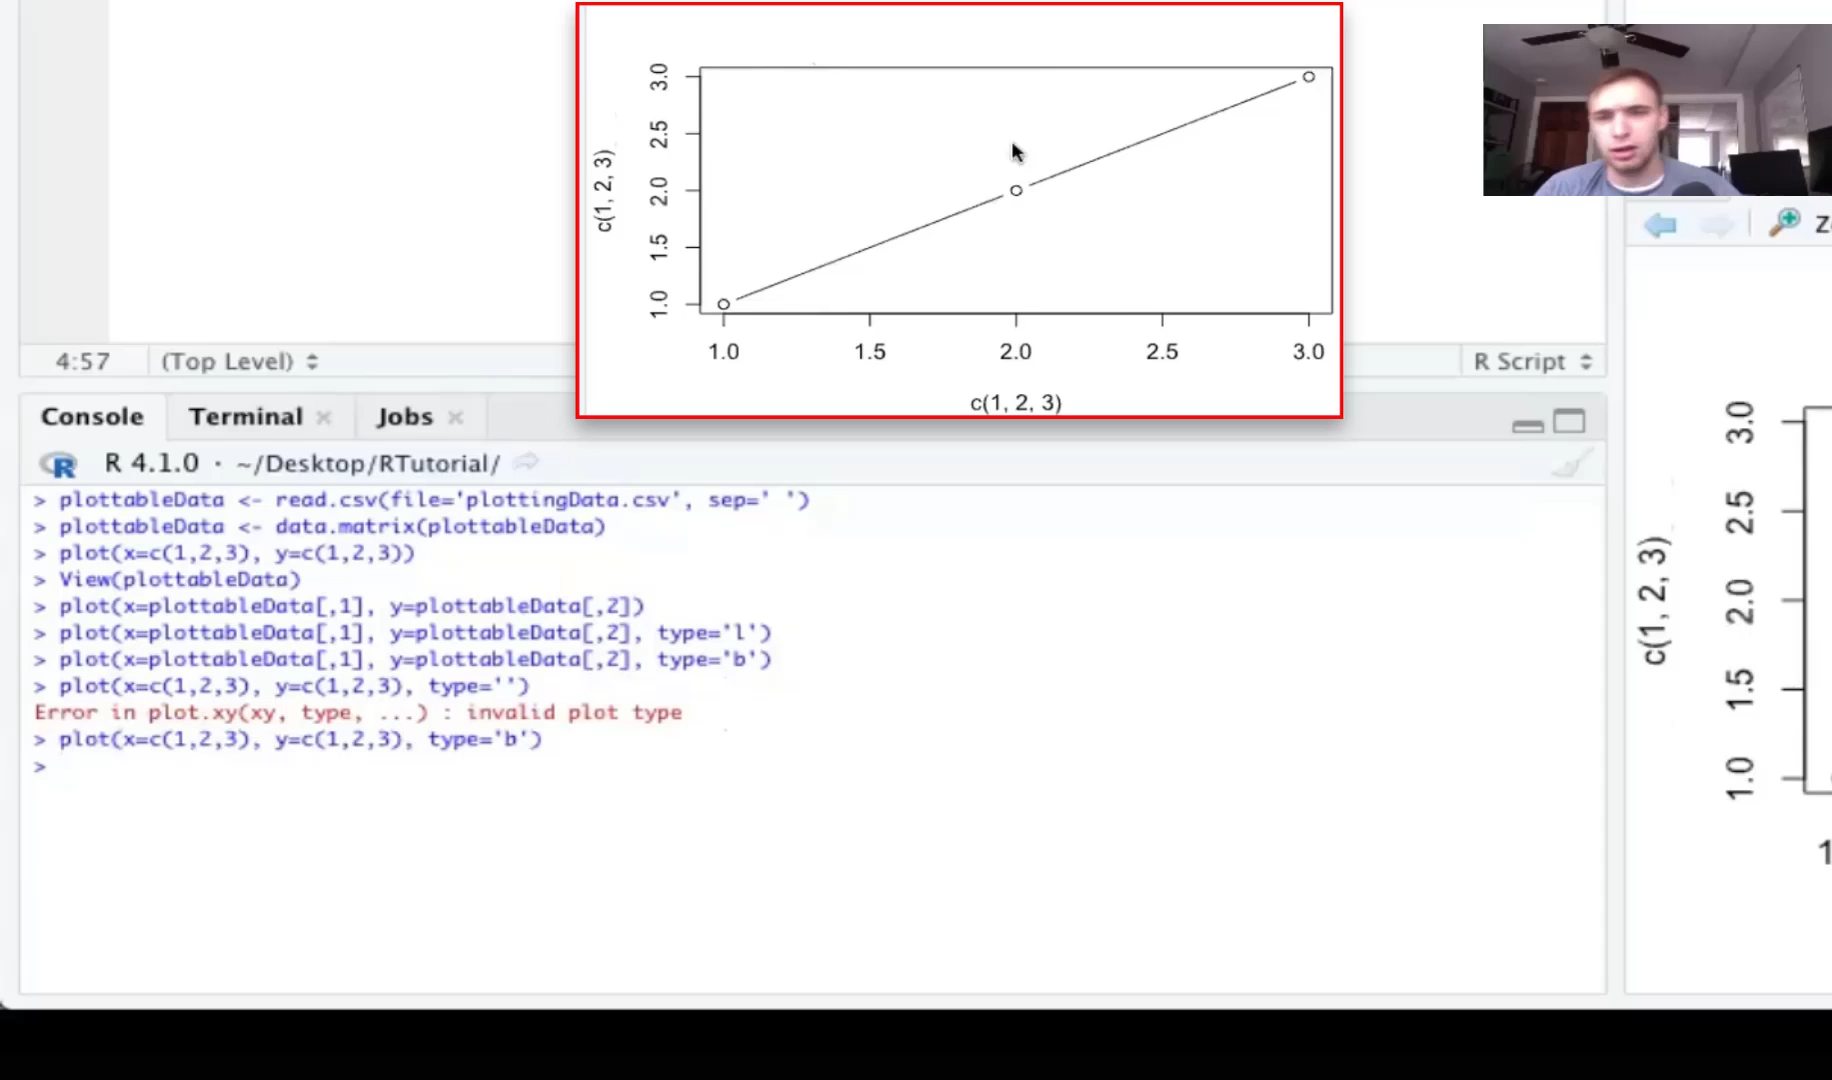 3.0
2.5
2.0
1.5
1.0
c(1, 2, 3)
1.0 1.5 2.0 2.5 3.0
c(1, 2, 3)
4:57 (Top Level) R Script
Console Terminal Jobs
R 4.1.0 · ~/Desktop/RTutorial/
> plottableData <- read.csv(file='plottingData.csv', sep=' ')
> plottableData <- data.matrix(plottableData)
> plot(x=c(1,2,3), y=c(1,2,3))
> View(plottableData)
> plot(x=plottableData[,1], y=plottableData[,2])
> plot(x=plottableData[,1], y=plottableData[,2], type='l')
> plot(x=plottableData[,1], y=plottableData[,2], type='b')
> plot(x=c(1,2,3), y=c(1,2,3), type='')
Error in plot.xy(xy, type, ...) : invalid plot type
> plot(x=c(1,2,3), y=c(1,2,3), type='b')
>
3.0
2.5
2.0
1.5
1.0
c(1, 2, 3)